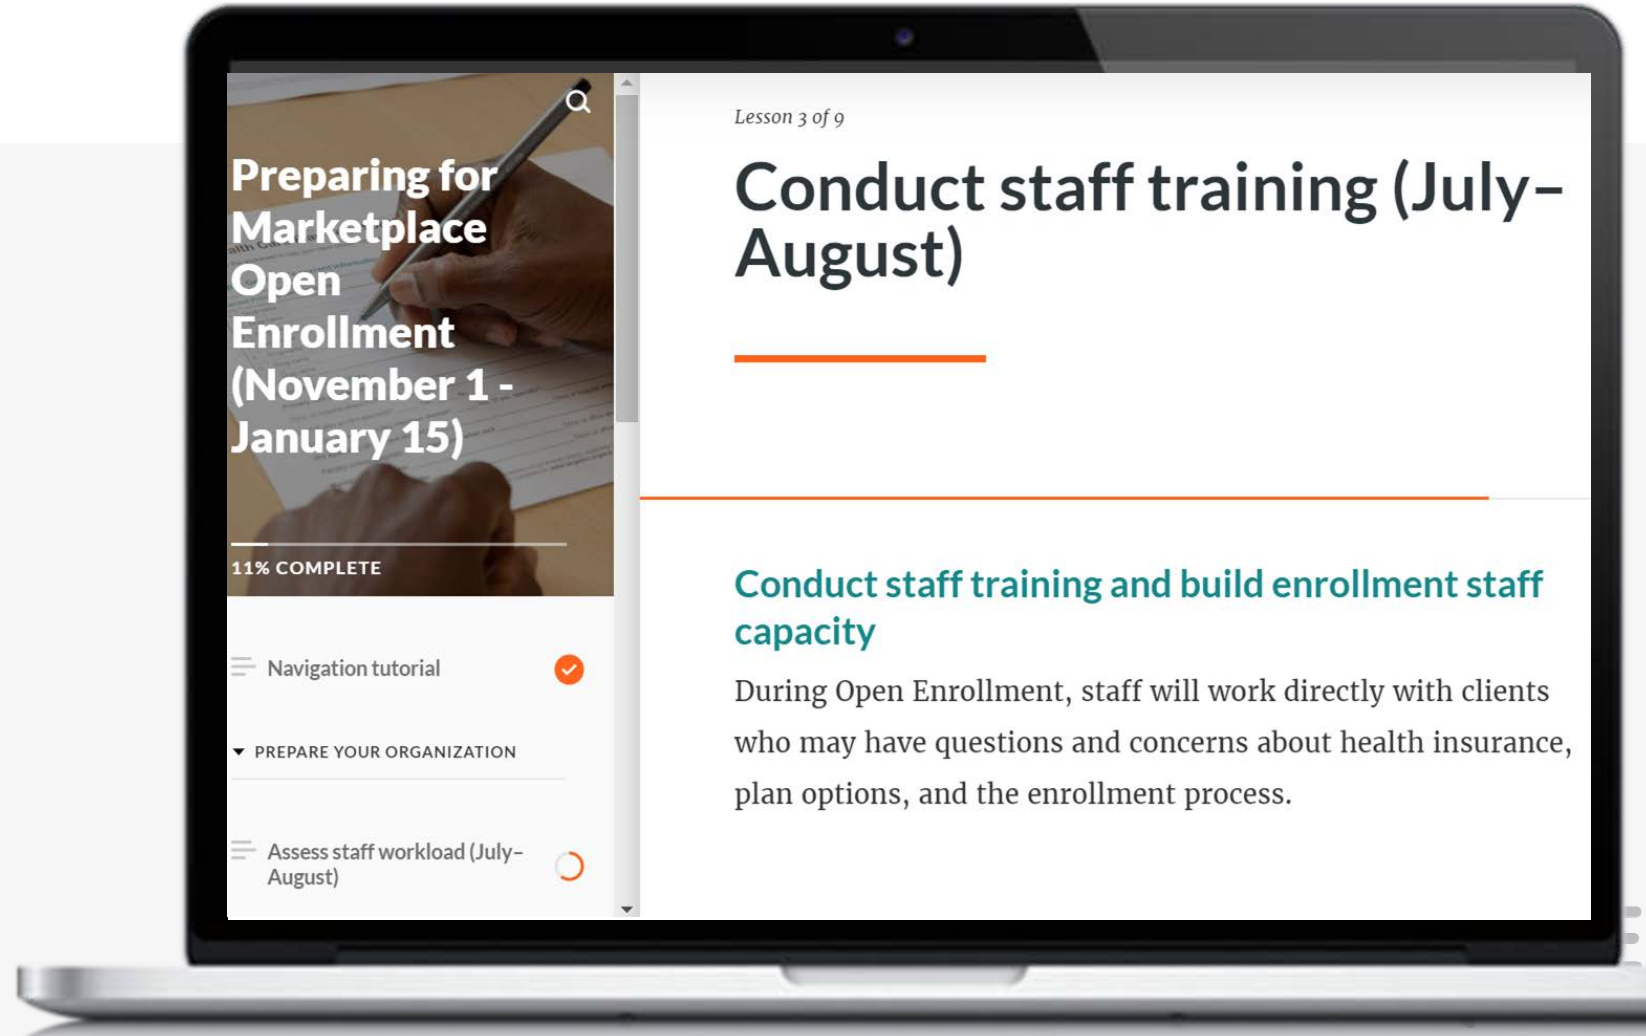 Preparing for
Marketplace
Open
Enrollment
(November 1 -
January 15)
11% COMPLETE
Navigation tutorial
PREPARE YOUR ORGANIZATION
Assess staff workload (July–
August)
Lesson 3 of 9
Conduct staff training (July–
August)
Conduct staff training and build enrollment staff
capacity
During Open Enrollment, staff will work directly with clients
who may have questions and concerns about health insurance,
plan options, and the enrollment process.